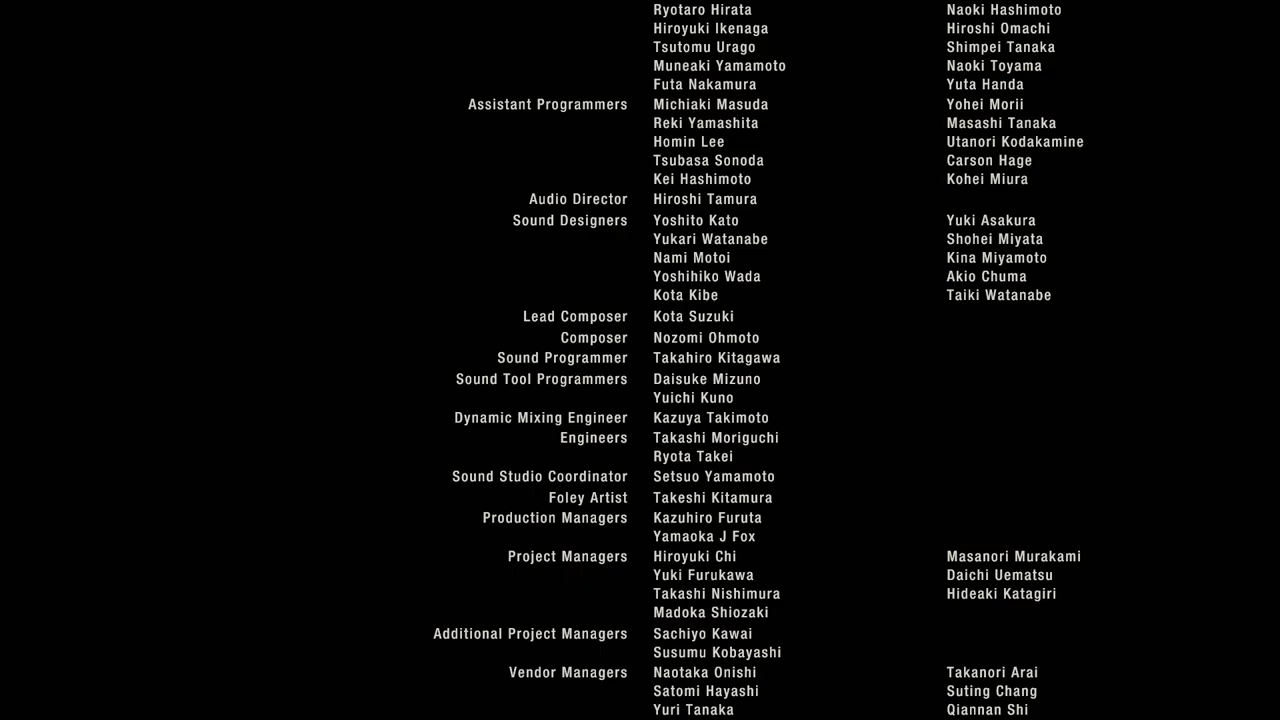 Ryotaro Hirata Naoki Hashimoto
Hiroyuki Ikenaga Hiroshi Omachi
Tsutomu Urago Shimpei Tanaka
Muneaki Yamamoto Naoki Toyama
Futa Nakamura Yuta Handa
Assistant Programmers Michiaki Masuda Yohei Morii
Reki Yamashita Masashi Tanaka
Homin Lee Utanori Kodakamine
Tsubasa Sonoda Carson Hage
Kei Hashimoto Kohei Miura
Audio Director Hiroshi Tamura
Sound Designers Yoshito Kato Yuki Asakura
Yukari Watanabe Shohei Miyata
Nami Motoi Kina Miyamoto
Yoshihiko Wada Akio Chuma
Kota Kibe Taiki Watanabe
Lead Composer Kota Suzuki
Composer Nozomi Ohmoto
Sound Programmer Takahiro Kitagawa
Sound Tool Programmers Daisuke Mizuno
Yuichi Kuno
Dynamic Mixing Engineer Kazuya Takimoto
Engineers Takashi Moriguchi
Ryota Takei
Sound Studio Coordinator Setsuo Yamamoto
Foley Artist Takeshi Kitamura
Production Managers Kazuhiro Furuta
Yamaoka J Fox
Project Managers Hiroyuki Chi Masanori Murakami
Yuki Furukawa Daichi Uematsu
Takashi Nishimura Hideaki Katagiri
Madoka Shiozaki
Additional Project Managers Sachiyo Kawai
Susumu Kobayashi
Vendor Managers Naotaka Onishi Takanori Arai
Satomi Hayashi Suting Chang
Yuri Tanaka Qiannan Shi